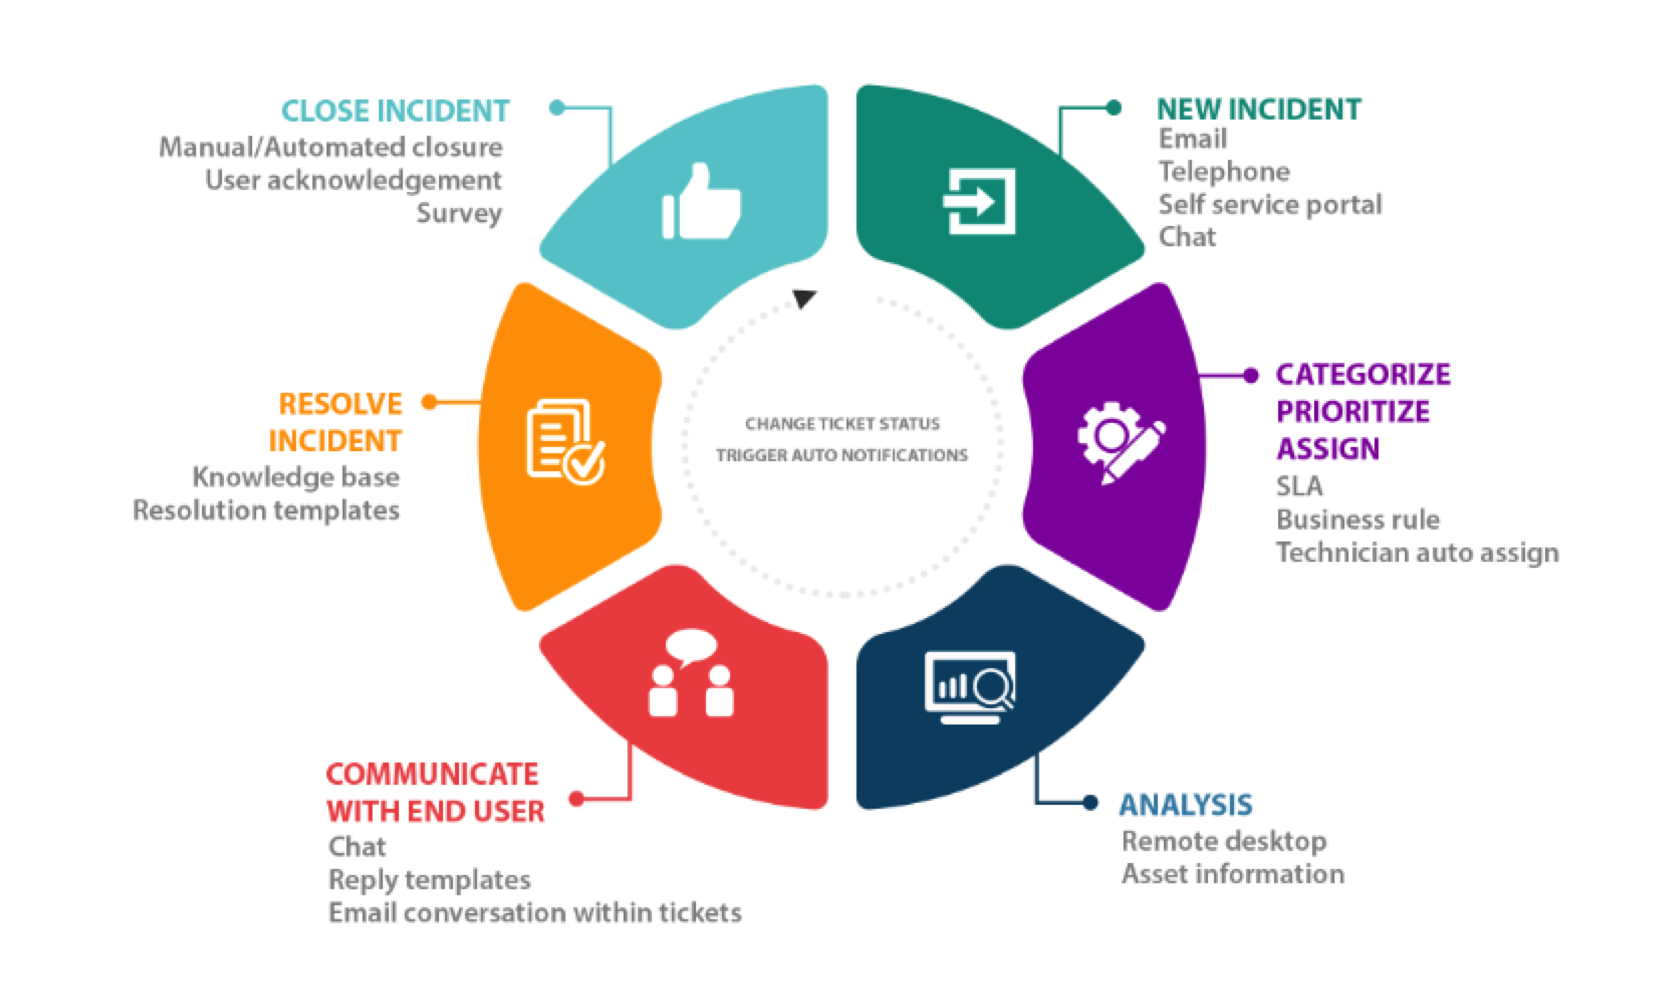 CLOSE INCIDENT
Manual/Automated closure
User acknowledgement
Survey
NEW INCIDENT
Email
Telephone
Self service portal
Chat
CATEGORIZE
PRIORITIZE
ASSIGN
SLA
Business rule
Technician auto assign
ANALYSIS
Remote desktop
Asset information
COMMUNICATE
WITH END USER
Chat
Reply templates
Email conversation within tickets
RESOLVE
INCIDENT
Knowledge base
Resolution templates
CHANGE TICKET STATUS
TRIGGER AUTO NOTIFICATIONS